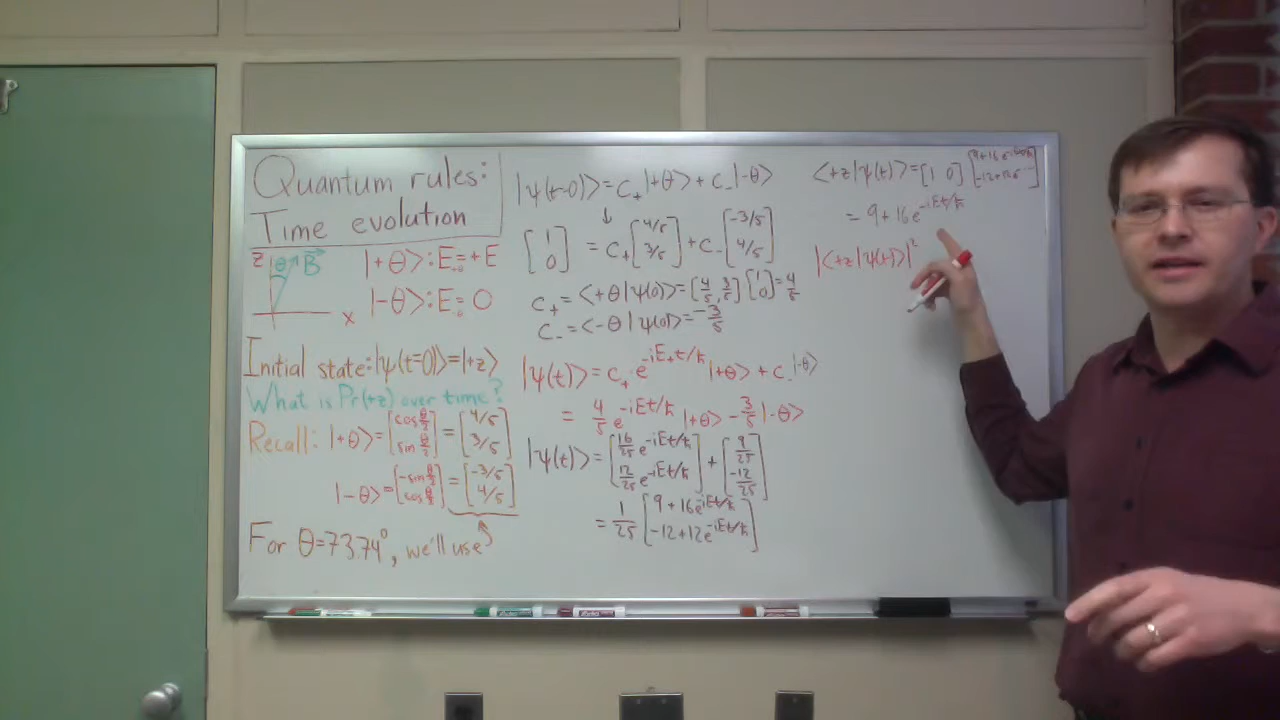 Quantum rules:
Time evolution
z θ B⃗
x
|+θ>: E₌₀=+E
|-θ>: E₌₀= 0
Initial state: |ψ(t=0)>=|+z>
What is Pr(+z) over time?
Recall: |+θ>=[cos θ/2, sin θ/2]=[4/5, 3/5]
|-θ>=[-sin θ/2, cos θ/2]=[-3/5, 4/5]
For θ=73.74°, we'll use
|ψ(t=0)>= C₊|+θ>+C₋|-θ>
[1, 0] = C₊[4/5, 3/5]+C₋[-3/5, 4/5]
C₊=<+θ|ψ(0)>=[4/5, 3/5][1, 0]=4/5
C₋=<-θ|ψ(0)>=-3/5
|ψ(t)>= C₊ e^{-iE₊t/ħ}|+θ> + C₋|-θ>
= 4/5 e^{-iEt/ħ}|+θ> - 3/5|-θ>
|ψ(t)>=[16/25 e^{-iEt/ħ}, 12/25 e^{-iEt/ħ}]+[9/25, -12/25]
= 1/25 [9+16e^{-iEt/ħ}, -12+12e^{-iEt/ħ}]
<+z|ψ(t)>=[1 0]
= 9+16e^{-iEt/ħ}
|<+z|ψ(t)>|²